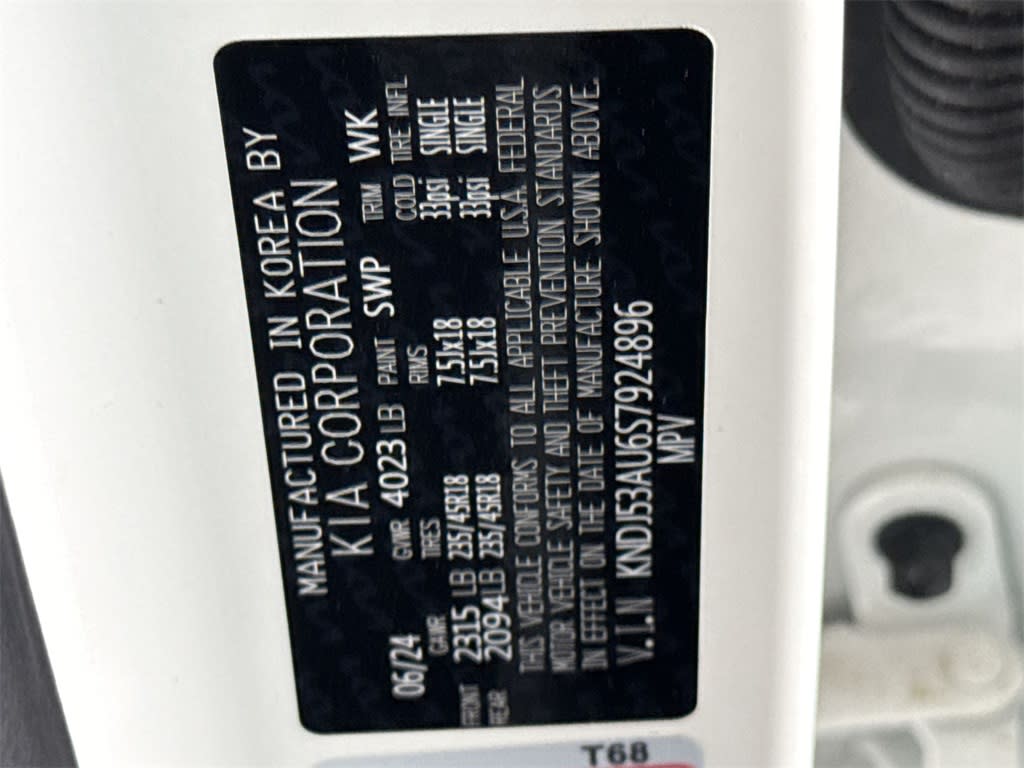 MANUFACTURED IN KOREA BY
KIA CORPORATION
06/24 GVWR 4023 LB PAINT SWP TRIM WK
GAWR TIRES RIMS COLD TIRE INFL
FRONT 2315 LB 235/45R18 7.5Jx18 33psi SINGLE
REAR 2094 LB 235/45R18 7.5Jx18 33psi SINGLE
THIS VEHICLE CONFORMS TO ALL APPLICABLE U.S.A. FEDERAL
MOTOR VEHICLE SAFETY AND THEFT PREVENTION STANDARDS
IN EFFECT ON THE DATE OF MANUFACTURE SHOWN ABOVE.
V.I.N KNDJ53AU6S7924896
MPV
T68